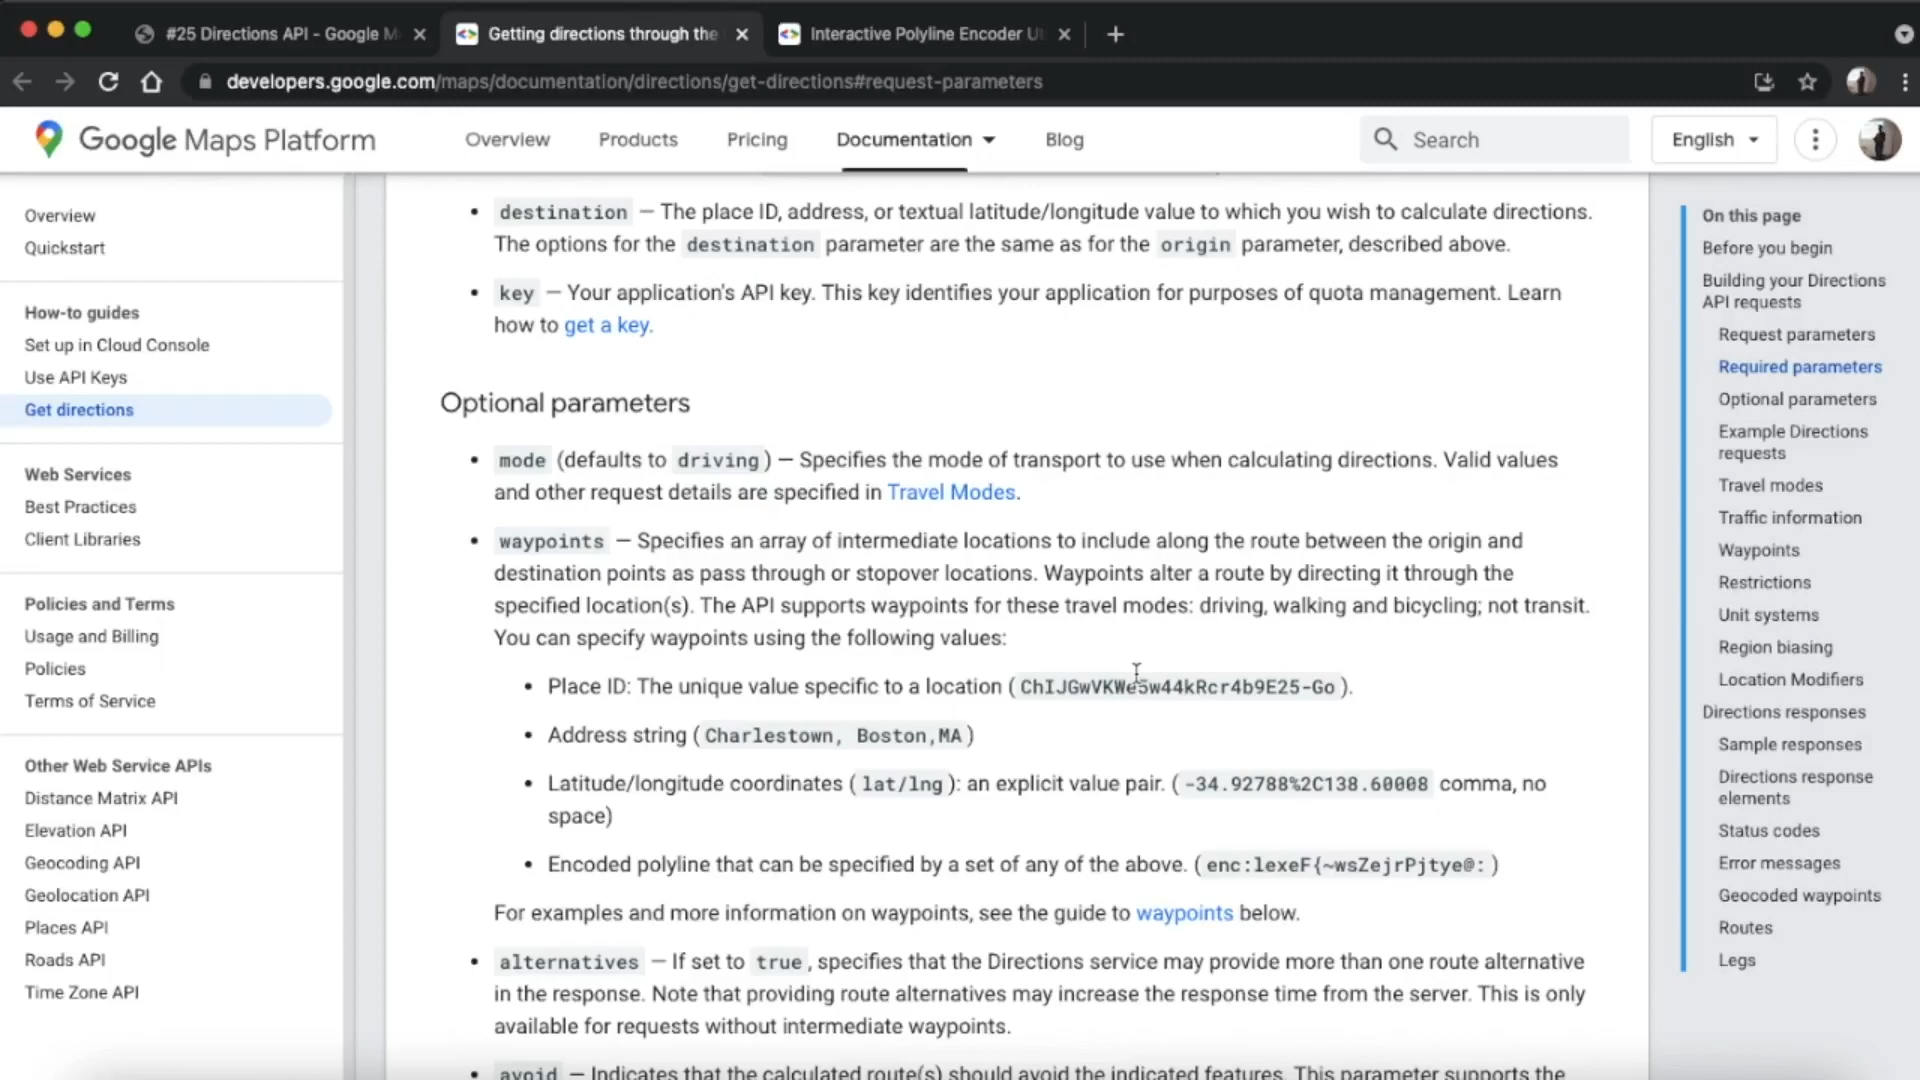 #25 Directions API - Google M
Getting directions through the
Interactive Polyline Encoder U
developers.google.com/maps/documentation/directions/get-directions#request-parameters
Google Maps Platform
Overview
Products
Pricing
Documentation
Blog
Search
English
Overview
Quickstart
How-to guides
Set up in Cloud Console
Use API Keys
Get directions
Web Services
Best Practices
Client Libraries
Policies and Terms
Usage and Billing
Policies
Terms of Service
Other Web Service APIs
Distance Matrix API
Elevation API
Geocoding API
Geolocation API
Places API
Roads API
Time Zone API
destination — The place ID, address, or textual latitude/longitude value to which you wish to calculate directions.
The options for the destination parameter are the same as for the origin parameter, described above.
key — Your application's API key. This key identifies your application for purposes of quota management. Learn
how to get a key.
Optional parameters
mode (defaults to driving) — Specifies the mode of transport to use when calculating directions. Valid values
and other request details are specified in Travel Modes.
waypoints — Specifies an array of intermediate locations to include along the route between the origin and
destination points as pass through or stopover locations. Waypoints alter a route by directing it through the
specified location(s). The API supports waypoints for these travel modes: driving, walking and bicycling; not transit.
You can specify waypoints using the following values:
Place ID: The unique value specific to a location (ChIJGwVKWe5w44kRcr4b9E25-Go).
Address string (Charlestown, Boston,MA)
Latitude/longitude coordinates (lat/lng): an explicit value pair. (-34.92788%2C138.60008 comma, no
space)
Encoded polyline that can be specified by a set of any of the above. (enc:lexeF{~wsZejrPjtye@:)
For examples and more information on waypoints, see the guide to waypoints below.
alternatives — If set to true, specifies that the Directions service may provide more than one route alternative
in the response. Note that providing route alternatives may increase the response time from the server. This is only
available for requests without intermediate waypoints.
avoid — Indicates that the calculated route(s) should avoid the indicated features. This parameter supports the
On this page
Before you begin
Building your Directions
API requests
Request parameters
Required parameters
Optional parameters
Example Directions
requests
Travel modes
Traffic information
Waypoints
Restrictions
Unit systems
Region biasing
Location Modifiers
Directions responses
Sample responses
Directions response
elements
Status codes
Error messages
Geocoded waypoints
Routes
Legs